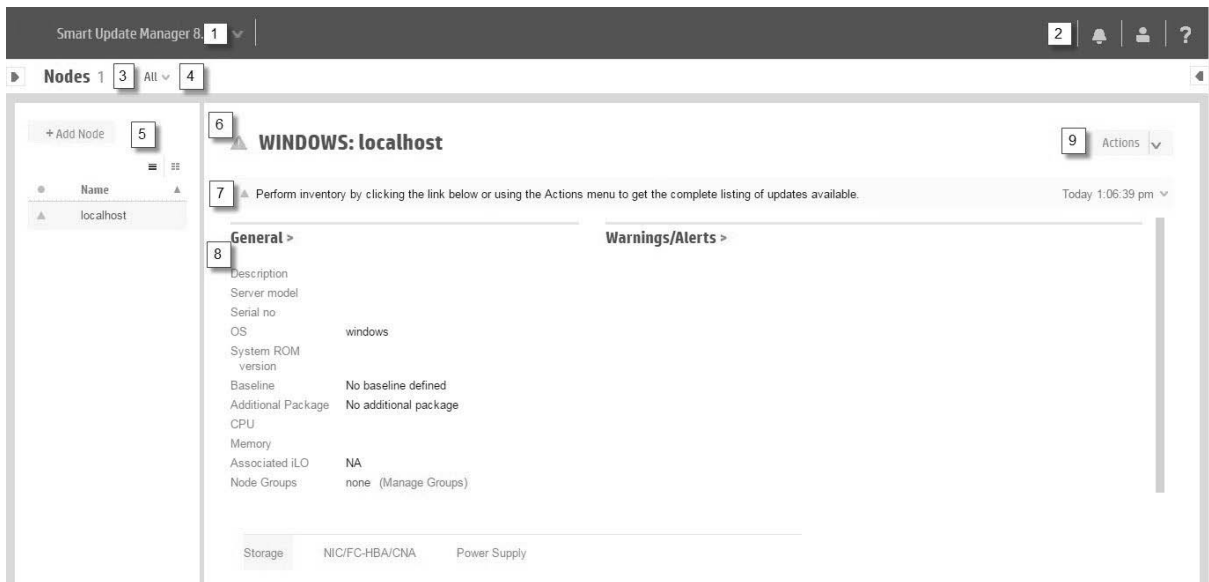 Smart Update Manager 8. 1
2 ?
Nodes 1 3 All 4
+ Add Node 5
Name
localhost
6 WINDOWS: localhost
9 Actions
7 Perform inventory by clicking the link below or using the Actions menu to get the complete listing of updates available.
Today 1:06:39 pm
General >
Warnings/Alerts >
8
Description
Server model
Serial no
OS windows
System ROM
version
Baseline No baseline defined
Additional Package No additional package
CPU
Memory
Associated iLO NA
Node Groups none (Manage Groups)
Storage NIC/FC-HBA/CNA Power Supply